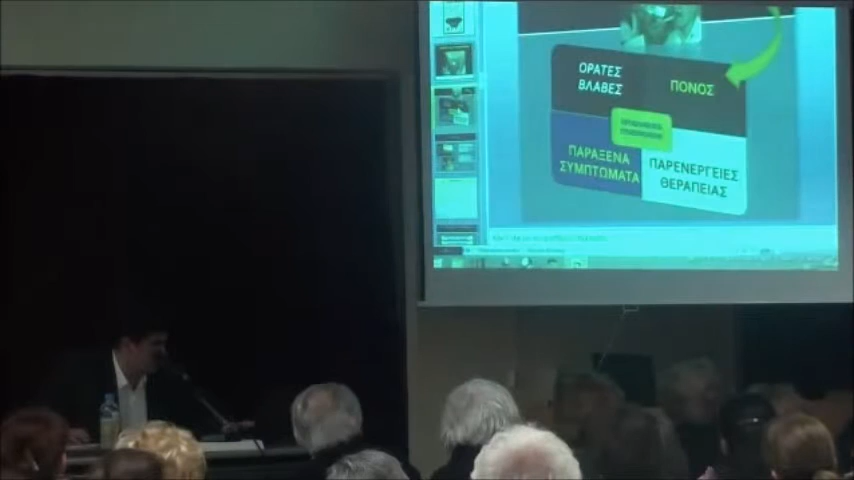 ΟΡΑΤΕΣ
ΒΛΑΒΕΣ
ΠΟΝΟΣ
ΠΑΡΑΞΕΝΑ
ΣΥΜΠΤΩΜΑΤΑ
ΠΑΡΕΝΕΡΓΕΙΕΣ
ΘΕΡΑΠΕΙΑΣ